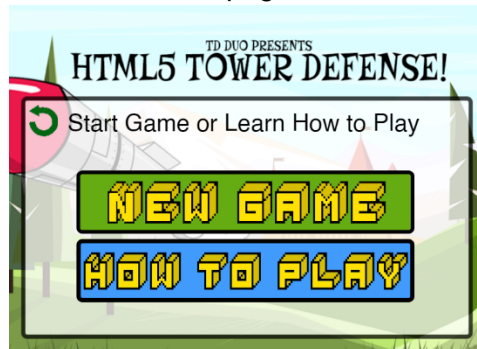 TD DUO PRESENTS
HTML5 TOWER DEFENSE!
Start Game or Learn How to Play
NEW GAME
HOW TO PLAY